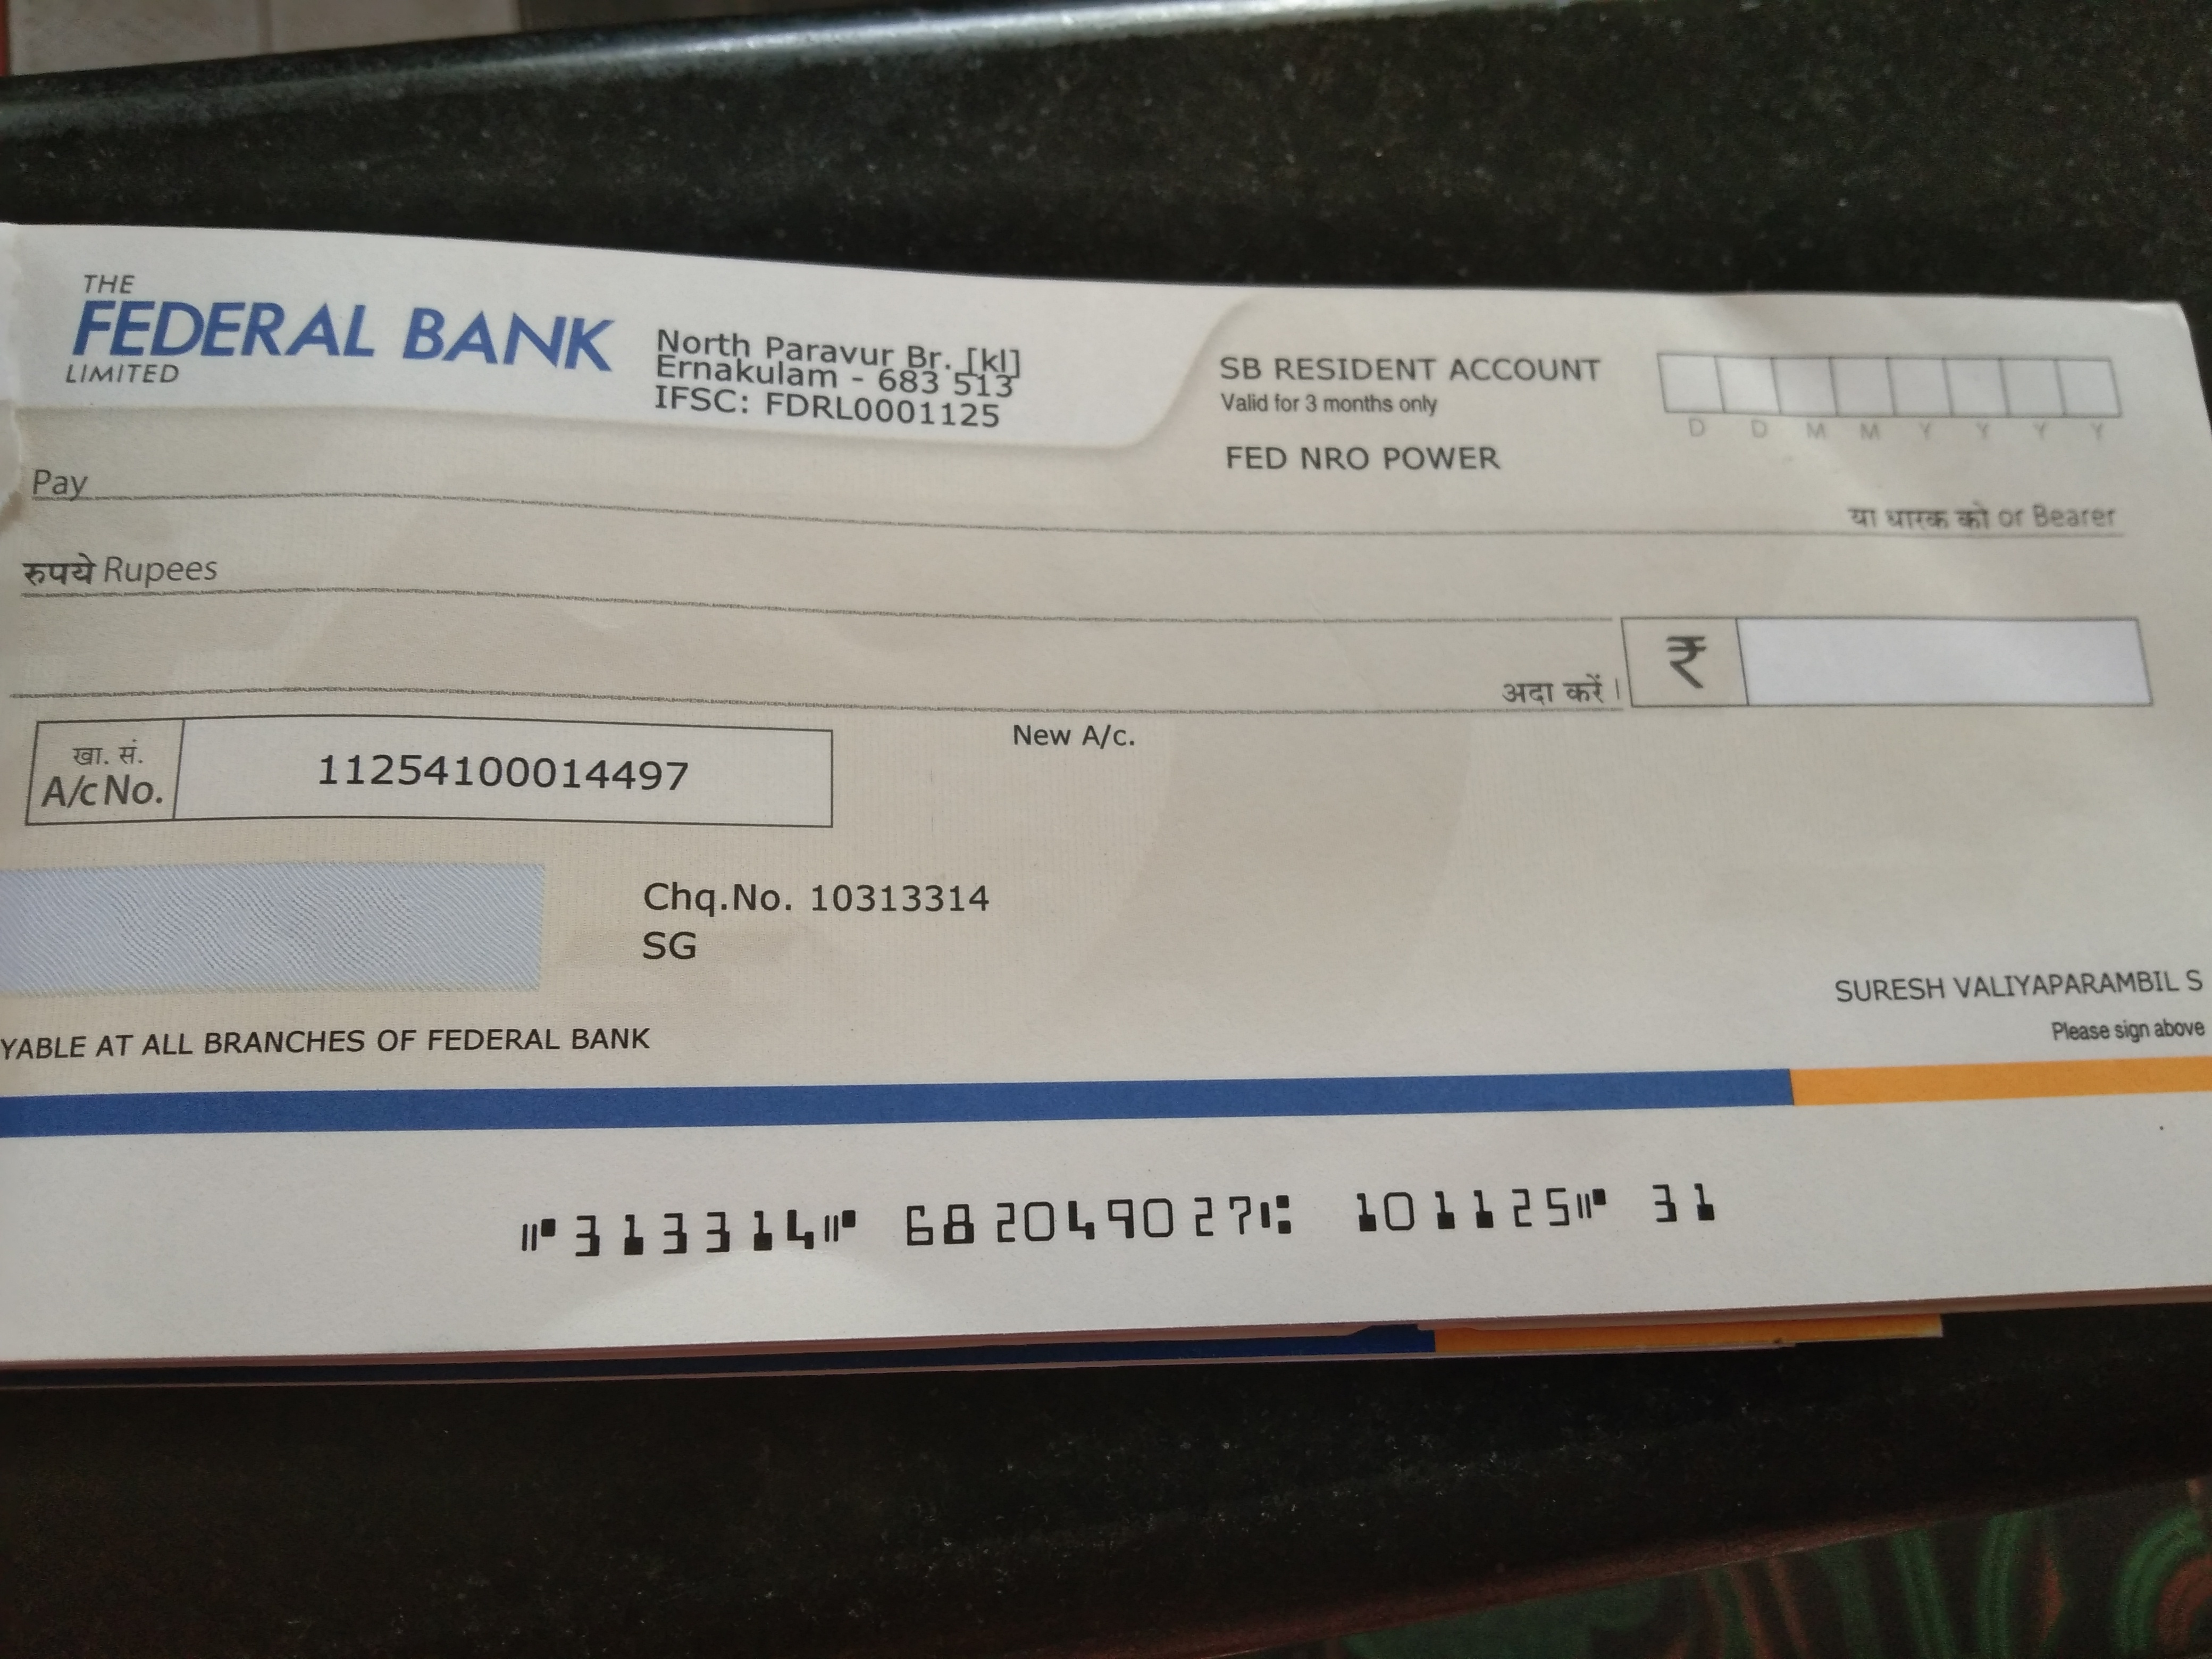 THE
FEDERAL BANK
LIMITED
North Paravur Br. [kl]
Ernakulam - 683 513
IFSC: FDRL0001125
SB RESIDENT ACCOUNT
Valid for 3 months only
FED NRO POWER
D D M M Y Y Y Y
Pay
या धारक को or Bearer
रुपये Rupees
अदा करें । ₹
खा. सं.
A/c No. 11254100014497
New A/c.
Chq.No. 10313314
SG
SURESH VALIYAPARAMBIL S
Please sign above
YABLE AT ALL BRANCHES OF FEDERAL BANK
⑈313314⑈ 682049027⑆ 101125⑈ 31